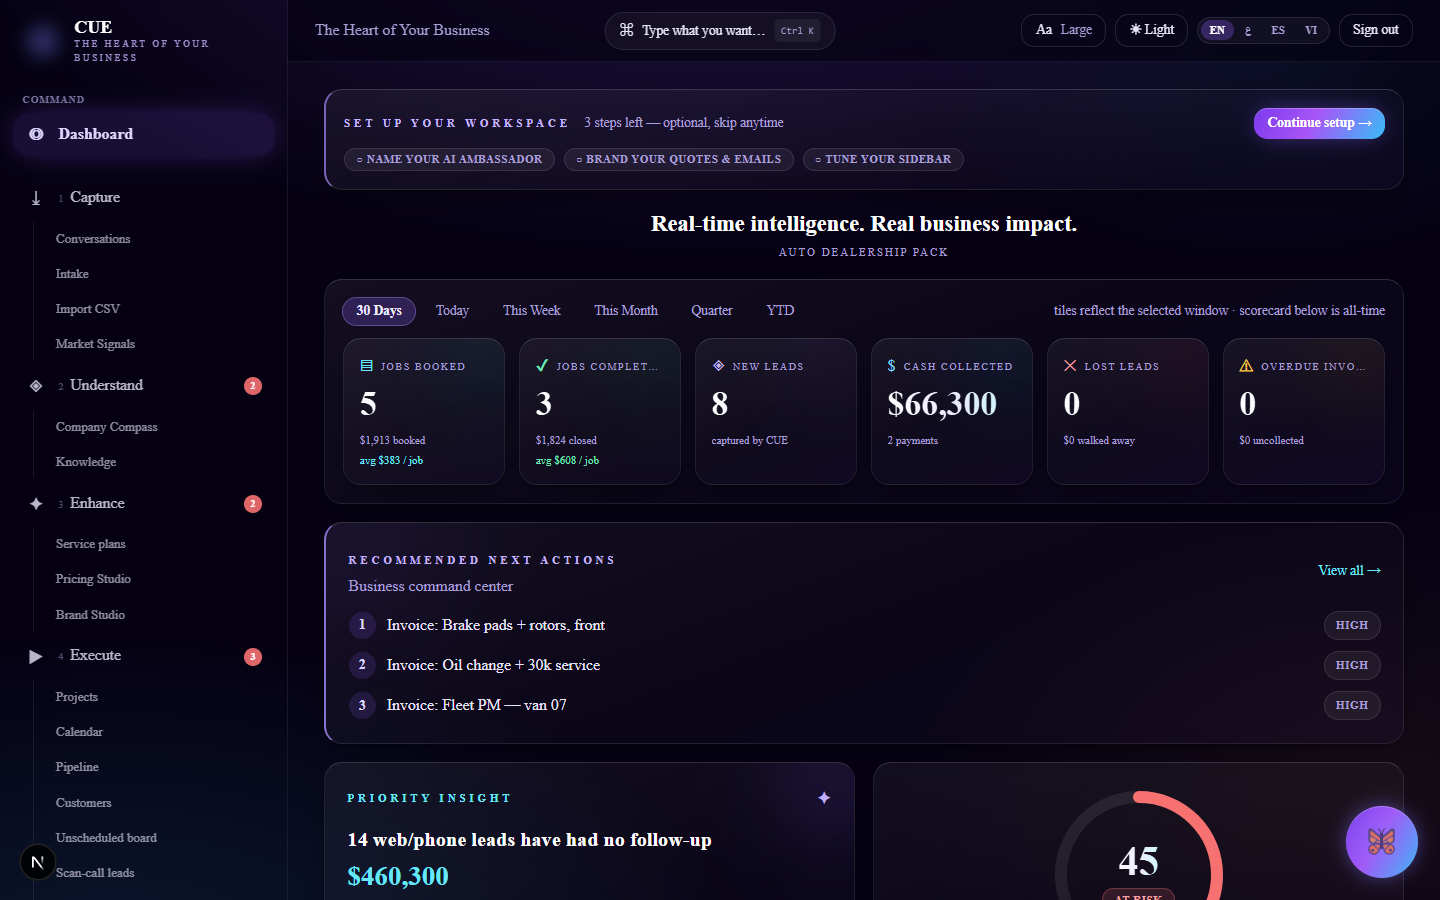 CUE
THE HEART OF YOUR
BUSINESS
COMMAND
Dashboard
1 Capture
Conversations
Intake
Import CSV
Market Signals
2 Understand 2
Company Compass
Knowledge
3 Enhance 2
Service plans
Pricing Studio
Brand Studio
4 Execute 3
Projects
Calendar
Pipeline
Customers
Unscheduled board
Scan-call leads
N
The Heart of Your Business
⌘ Type what you want… Ctrl K
Aa Large
☀ Light
EN ع ES VI
Sign out
SET UP YOUR WORKSPACE 3 steps left — optional, skip anytime
Continue setup →
○ NAME YOUR AI AMBASSADOR ○ BRAND YOUR QUOTES & EMAILS ○ TUNE YOUR SIDEBAR
Real-time intelligence. Real business impact.
AUTO DEALERSHIP PACK
30 Days Today This Week This Month Quarter YTD
tiles reflect the selected window · scorecard below is all-time
JOBS BOOKED
5
$1,913 booked
avg $383 / job
✓ JOBS COMPLET…
3
$1,824 closed
avg $608 / job
NEW LEADS
8
captured by CUE
$ CASH COLLECTED
$66,300
2 payments
LOST LEADS
0
$0 walked away
OVERDUE INVO…
0
$0 uncollected
RECOMMENDED NEXT ACTIONS
Business command center
View all →
1 Invoice: Brake pads + rotors, front HIGH
2 Invoice: Oil change + 30k service HIGH
3 Invoice: Fleet PM — van 07 HIGH
PRIORITY INSIGHT
14 web/phone leads have had no follow-up
$460,300
45
AT RISK